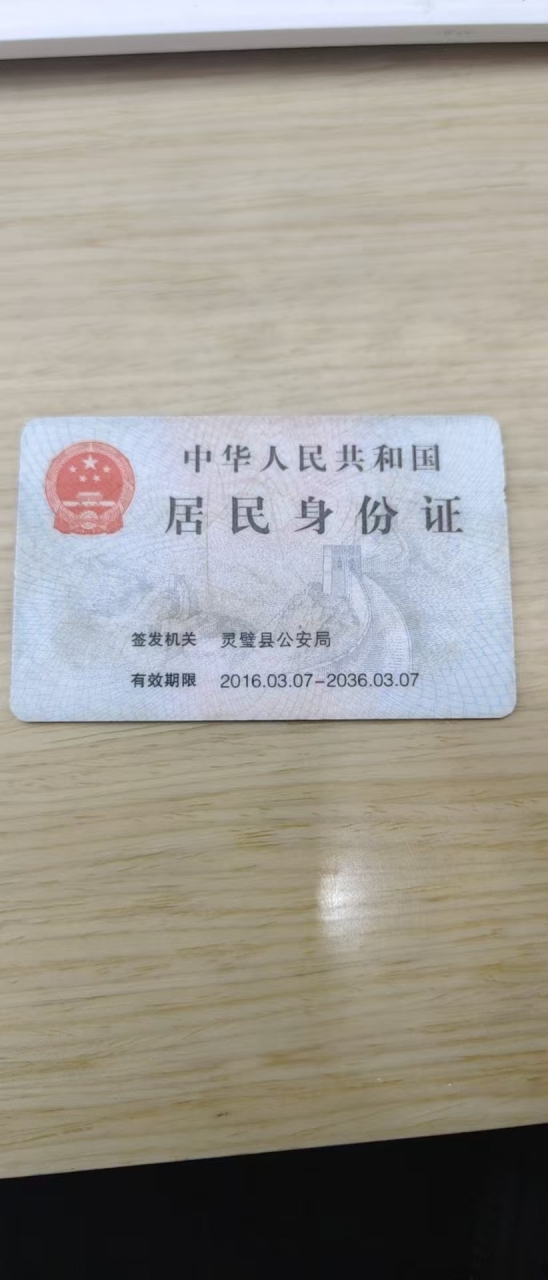 中华人民共和国
居民身份证
签发机关 灵璧县公安局
有效期限 2016.03.07-2036.03.07